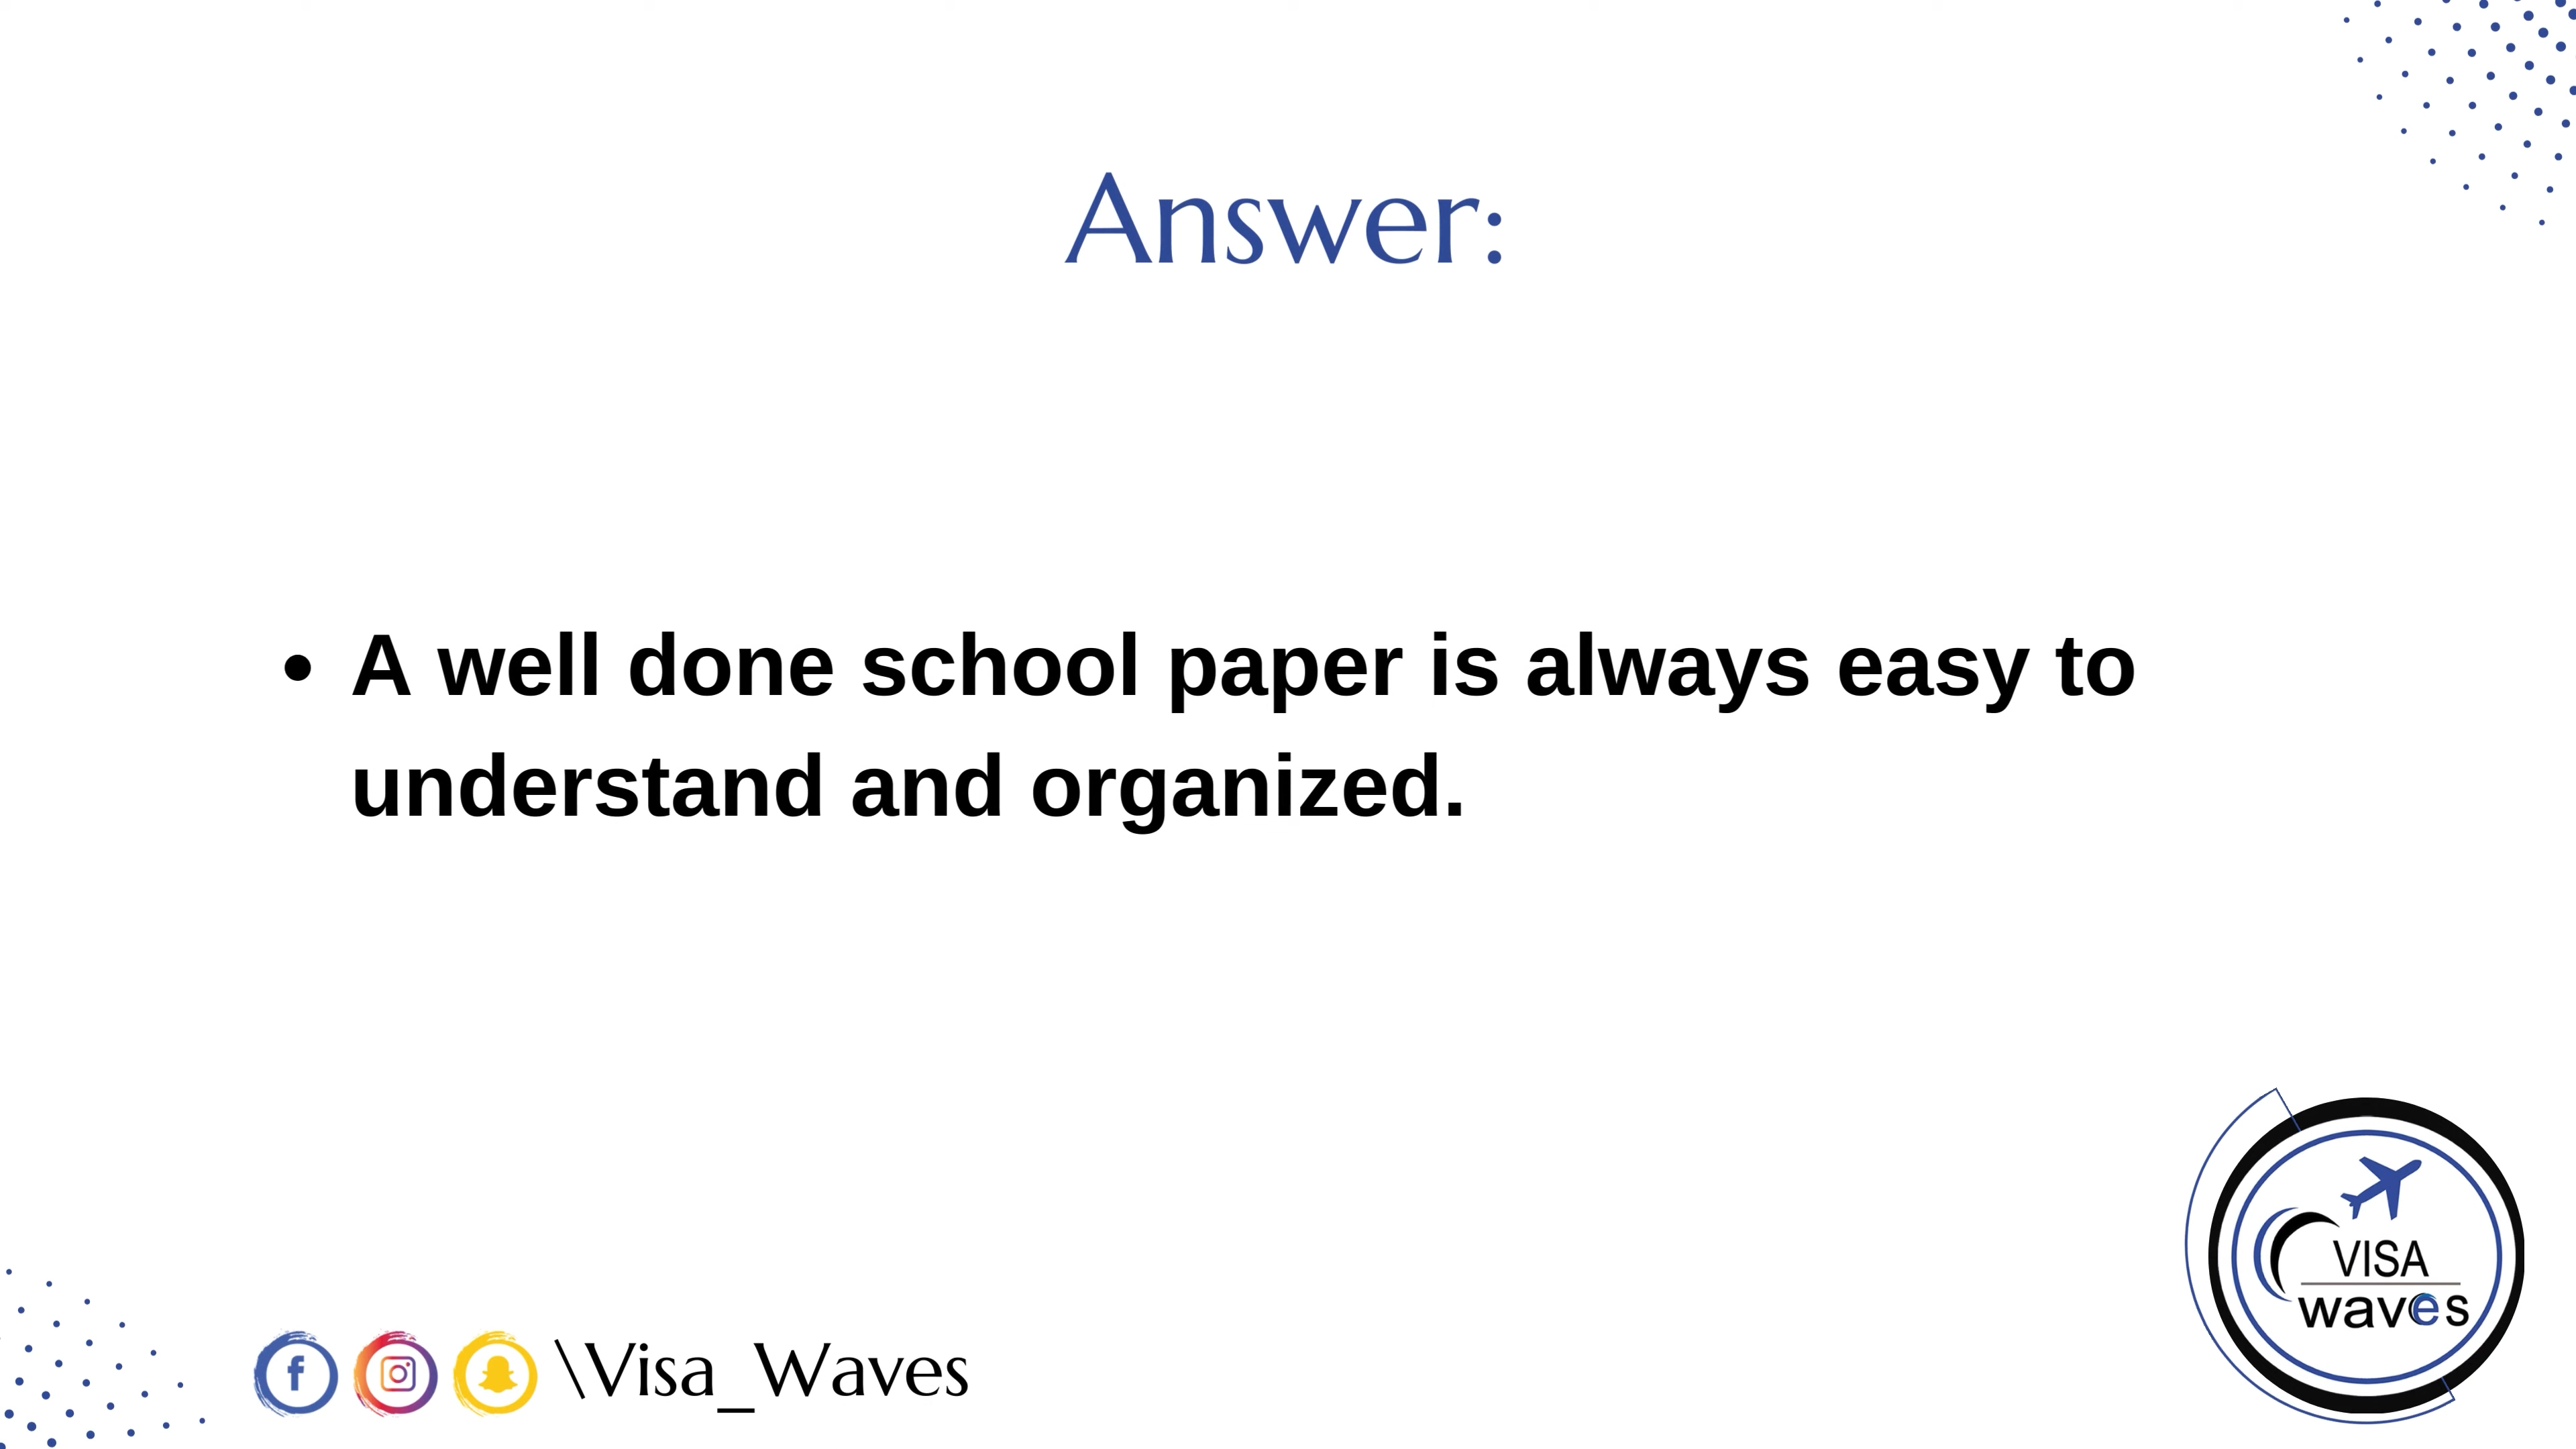 Answer:
• A well done school paper is always easy to
understand and organized.
VISA
waves
\Visa_Waves